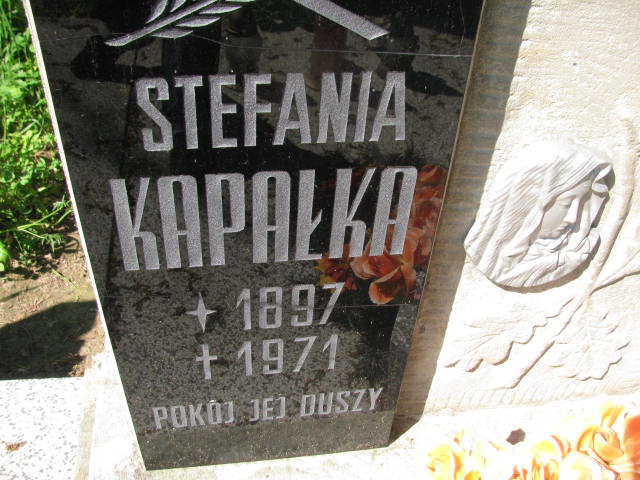 STEFANIA
KAPAŁKA
1897
1971
POKÓJ JEJ DUSZY